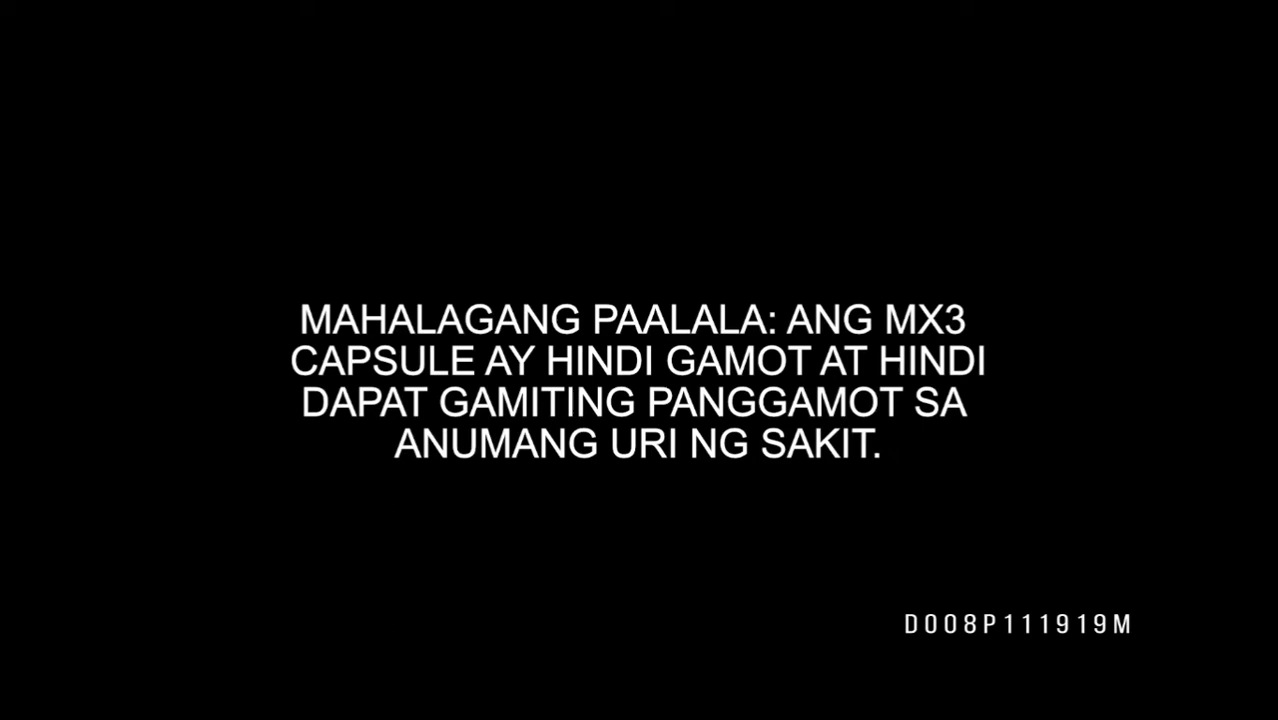 MAHALAGANG PAALALA: ANG MX3
CAPSULE AY HINDI GAMOT AT HINDI
DAPAT GAMITING PANGGAMOT SA
ANUMANG URI NG SAKIT.
D008P111919M